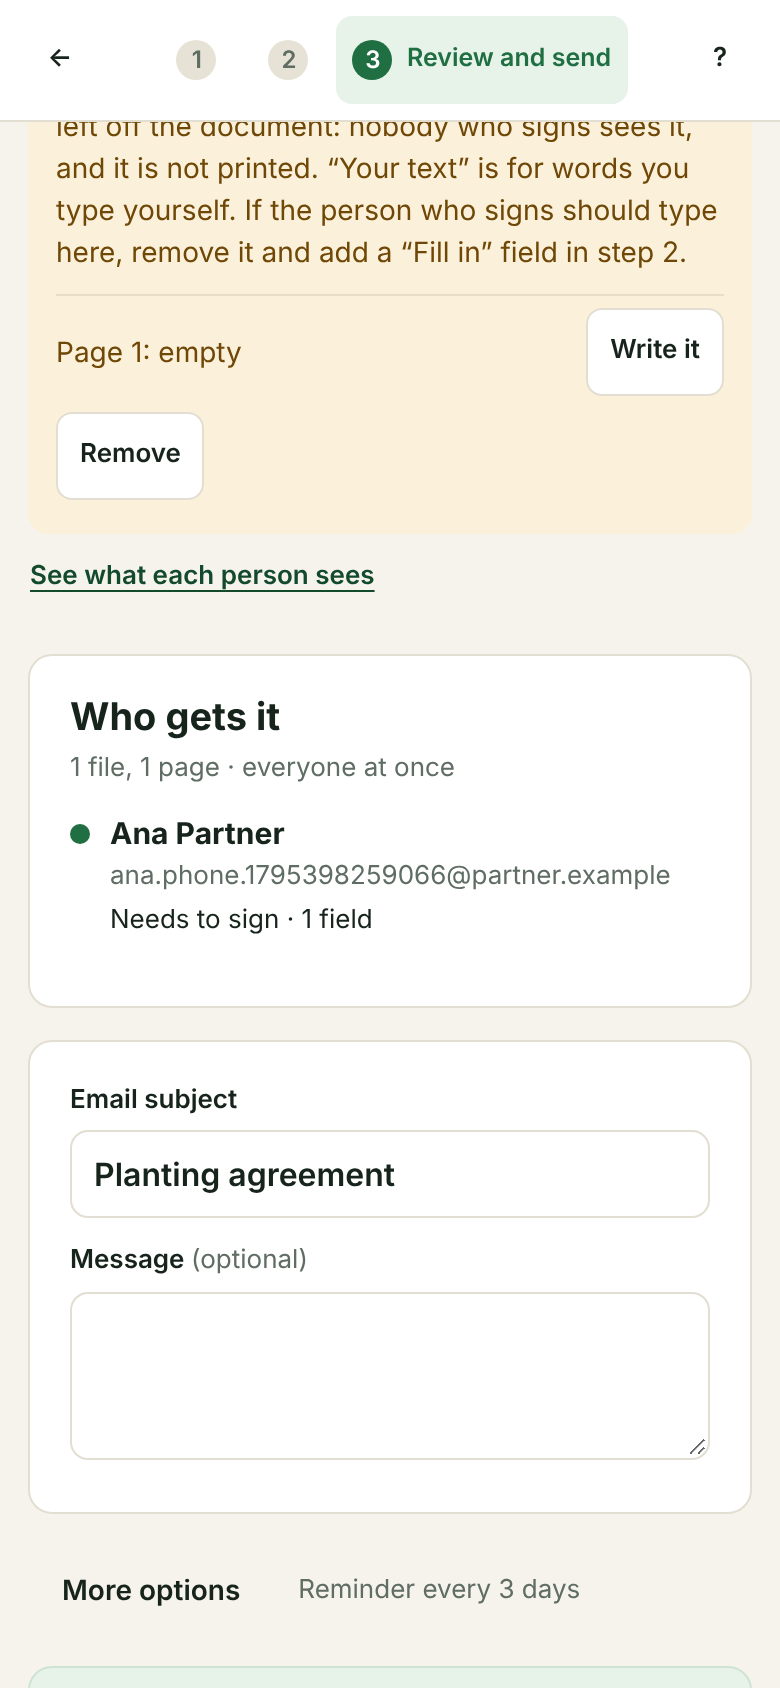 1
2
3 Review and send
?
left off the document: nobody who signs sees it,
and it is not printed. “Your text” is for words you
type yourself. If the person who signs should type
here, remove it and add a “Fill in” field in step 2.
Page 1: empty
Write it
Remove
See what each person sees
Who gets it
1 file, 1 page · everyone at once
Ana Partner
ana.phone.1795398259066@partner.example
Needs to sign · 1 field
Email subject
Planting agreement
Message (optional)
More options
Reminder every 3 days